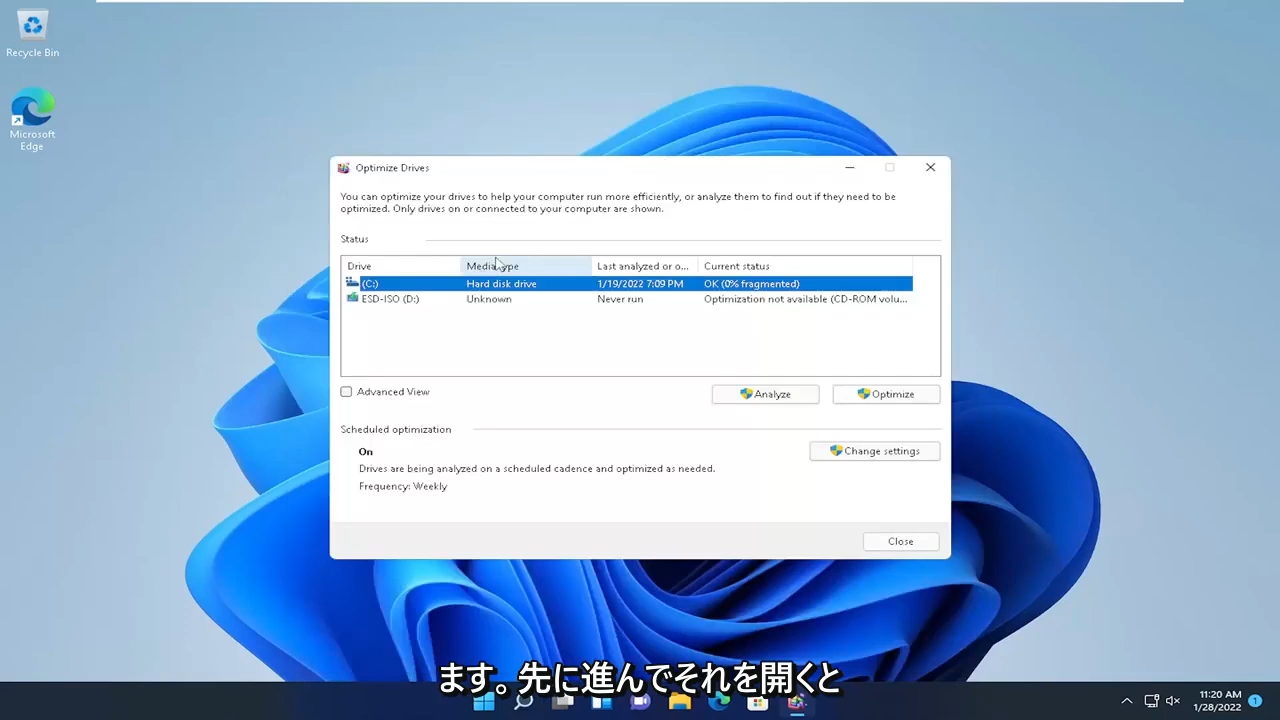 Recycle Bin
Microsoft
Edge
Optimize Drives
You can optimize your drives to help your computer run more efficiently, or analyze them to find out if they need to be
optimized. Only drives on or connected to your computer are shown.
Status
Drive Media type Last analyzed or o... Current status
(C:) Hard disk drive 1/19/2022 7:09 PM OK (0% fragmented)
ESD-ISO (D:) Unknown Never run Optimization not available (CD-ROM volu...
Advanced View
Analyze Optimize
Scheduled optimization
On
Change settings
Drives are being analyzed on a scheduled cadence and optimized as needed.
Frequency: Weekly
Close
ます。先に進んでそれを開くと
11:20 AM
1/28/2022
1